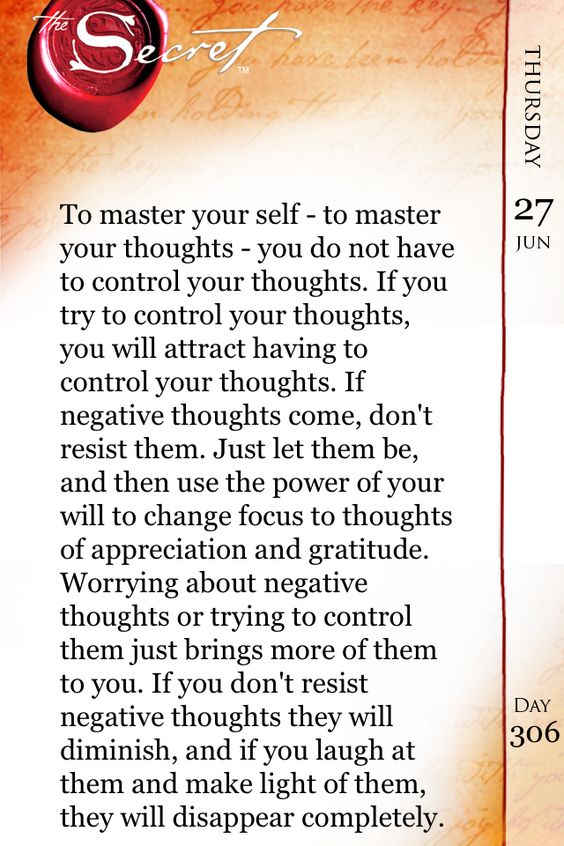 the Secret™
THURSDAY
27
JUN
To master your self - to master
your thoughts - you do not have
to control your thoughts. If you
try to control your thoughts,
you will attract having to
control your thoughts. If
negative thoughts come, don't
resist them. Just let them be,
and then use the power of your
will to change focus to thoughts
of appreciation and gratitude.
Worrying about negative
thoughts or trying to control
them just brings more of them
to you. If you don't resist
negative thoughts they will
diminish, and if you laugh at
them and make light of them,
they will disappear completely.
DAY
306